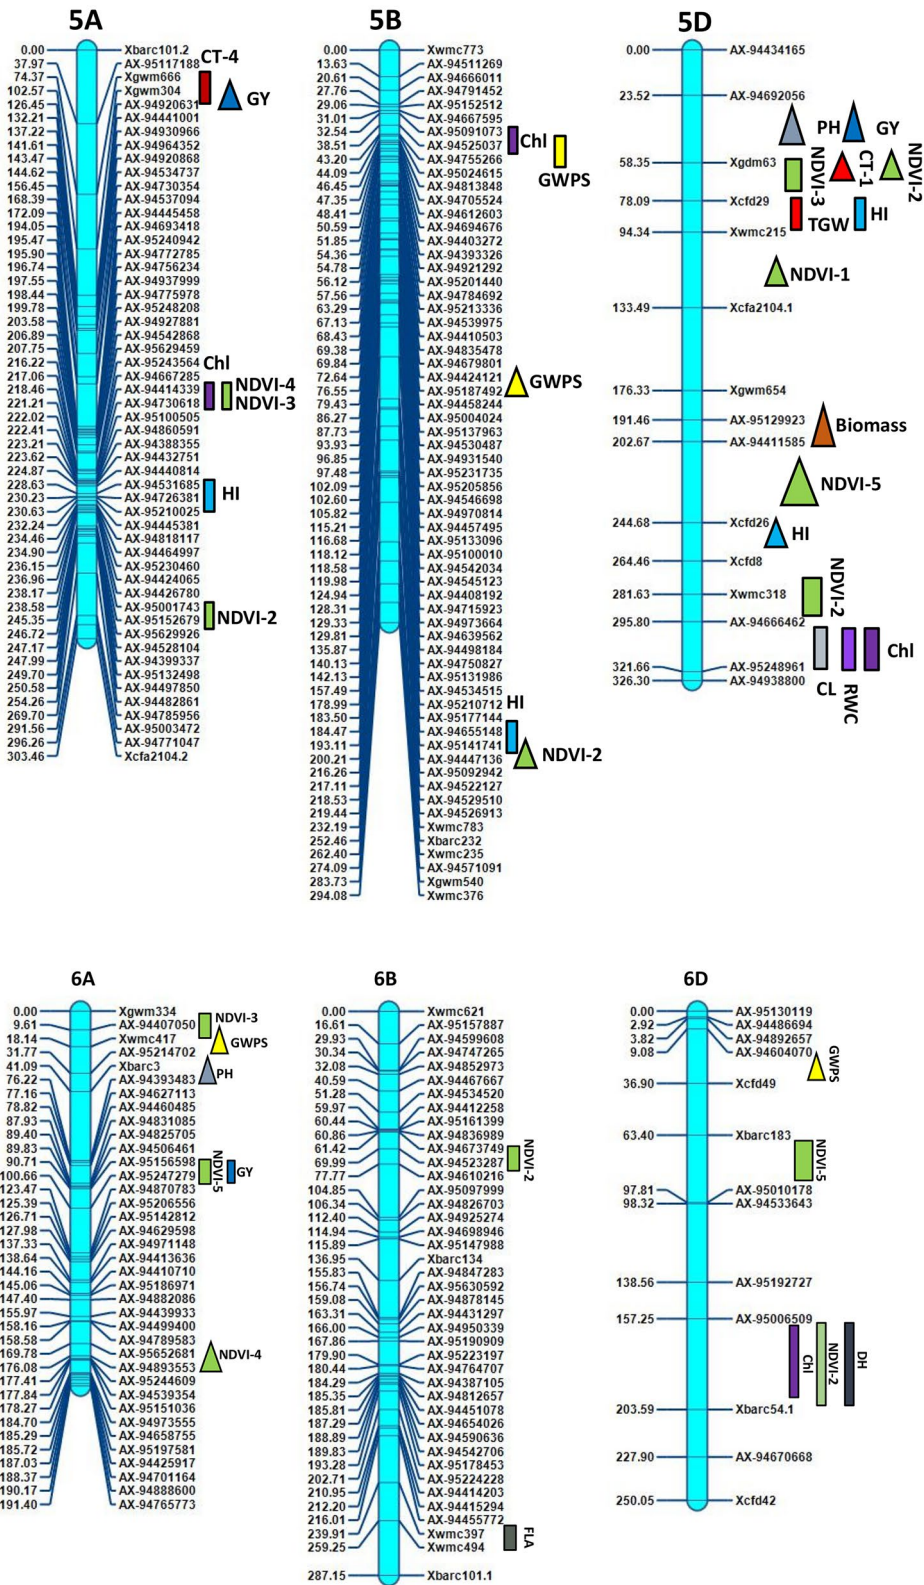 5A
0.00 Xbarc101.2
37.97 AX-95117188 CT-4
74.37 Xgwm666
102.57 Xgwm304 GY
126.45 AX-94920631
132.21 AX-94441001
137.22 AX-94930966
141.61 AX-94964352
143.47 AX-94920868
144.62 AX-94534737
156.45 AX-94730354
168.39 AX-94537094
172.09 AX-94445458
194.05 AX-94693418
195.47 AX-95240942
195.90 AX-94772785
196.74 AX-94756234
197.55 AX-94937999
198.44 AX-94775978
199.78 AX-95248208
203.58 AX-94927881
206.89 AX-94542868
207.75 AX-95629459
216.22 AX-95243564 Chl
217.06 AX-94667285
218.46 AX-94414339 NDVI-4
221.21 AX-94730618 NDVI-3
222.02 AX-95100505
222.41 AX-94860591
223.21 AX-94388355
223.62 AX-94432751
224.87 AX-94440814
228.63 AX-94531685
230.23 AX-94726381 HI
230.63 AX-95210025
232.24 AX-94445381
234.46 AX-94818117
234.90 AX-94464997
236.15 AX-95230460
236.96 AX-94424065
238.17 AX-94426780
238.58 AX-95001743
245.35 AX-95152679 NDVI-2
246.72 AX-95629926
247.17 AX-94528104
247.99 AX-94399337
249.70 AX-95132498
250.58 AX-94497850
254.26 AX-94482861
269.70 AX-94785956
291.56 AX-95003472
296.26 AX-94771047
303.46 Xcfa2104.2
5B
0.00 Xwmc773
13.63 AX-94511269
20.61 AX-94666011
27.76 AX-94791452
29.06 AX-95152512
31.01 AX-94667595
32.54 AX-95091073 Chl
38.51 AX-94525037
43.20 AX-94755266
44.09 AX-95024615 GWPS
46.45 AX-94813848
47.35 AX-94705524
48.41 AX-94612603
50.59 AX-94694676
51.85 AX-94403272
54.36 AX-94393326
54.78 AX-94921292
56.12 AX-95201440
57.56 AX-94784692
63.29 AX-95213336
67.13 AX-94539975
68.43 AX-94410503
69.38 AX-94835478
69.84 AX-94679801
72.64 AX-94424121 GWPS
76.55 AX-95187492
79.43 AX-94458244
86.27 AX-95004024
87.73 AX-95137963
93.93 AX-94530487
96.85 AX-94931540
97.48 AX-95231735
102.09 AX-95205856
102.60 AX-94546698
105.82 AX-94970814
115.21 AX-94457495
116.68 AX-95133096
118.12 AX-95100010
118.58 AX-94542034
119.98 AX-94545123
124.94 AX-94408192
128.31 AX-94715923
129.33 AX-94973664
129.81 AX-94639562
135.87 AX-94498184
140.13 AX-94750827
142.13 AX-95131986
157.49 AX-94534515
178.99 AX-95210712 HI
183.50 AX-95177144
184.47 AX-94655148
193.11 AX-95141741
200.21 AX-94447136 NDVI-2
216.26 AX-95092942
217.11 AX-94522127
218.53 AX-94529510
219.44 AX-94526913
232.19 Xwmc783
252.46 Xbarc232
262.40 Xwmc235
274.09 AX-94571091
283.73 Xgwm540
294.08 Xwmc376
5D
0.00 AX-94434165
23.52 AX-94692056
PH GY
58.35 Xgdm63 NDVI-3 CT-1 NDVI-2
78.09 Xcfd29
TGW HI
94.34 Xwmc215
NDVI-1
133.49 Xcfa2104.1
176.33 Xgwm654
191.46 AX-95129923 Biomass
202.67 AX-94411585
NDVI-5
244.68 Xcfd26 HI
264.46 Xcfd8
281.63 Xwmc318 NDVI-2
295.80 AX-94666462
Chl
321.66 AX-95248961
326.30 AX-94938800 CL RWC
6A
0.00 Xgwm334
9.61 AX-94407050 NDVI-3
18.14 Xwmc417 GWPS
31.77 AX-95214702
41.09 Xbarc3 PH
76.22 AX-94393483
77.16 AX-94627113
78.82 AX-94460485
87.93 AX-94831085
89.40 AX-94825705
89.83 AX-94506461
90.71 AX-95156598 NDVI-5 GY
100.66 AX-95247279
123.47 AX-94870783
125.39 AX-95206556
126.71 AX-95142812
127.98 AX-94629598
137.33 AX-94971148
138.64 AX-94413636
144.16 AX-94410710
145.06 AX-95186971
147.40 AX-94882086
155.97 AX-94439933
158.16 AX-94499400
158.58 AX-94789583
169.78 AX-95652681 NDVI-4
176.08 AX-94893553
177.41 AX-95244609
177.84 AX-94539354
178.27 AX-95151036
184.70 AX-94973555
185.29 AX-94658755
185.72 AX-95197581
187.03 AX-94425917
188.37 AX-94701164
190.17 AX-94888600
191.40 AX-94765773
6B
0.00 Xwmc621
16.61 AX-95157887
29.93 AX-94599608
30.34 AX-94747265
32.08 AX-94852973
40.59 AX-94467667
51.28 AX-94534520
59.97 AX-94412258
60.44 AX-95161399
60.86 AX-94836989
61.42 AX-94673749 NDVI-2
69.99 AX-94523287
77.77 AX-94610216
104.85 AX-95097999
106.34 AX-94826703
112.40 AX-94925274
114.94 AX-94698946
115.89 AX-95147988
136.95 Xbarc134
155.83 AX-94847283
156.74 AX-95630592
159.08 AX-94878145
163.31 AX-94431297
166.00 AX-94950339
167.86 AX-95190909
179.90 AX-95223197
180.44 AX-94764707
184.29 AX-94387105
185.35 AX-94812657
185.81 AX-94451078
187.29 AX-94654026
188.89 AX-94590636
189.83 AX-94542706
193.28 AX-95178453
202.71 AX-95224228
210.95 AX-94414203
212.20 AX-94415294
216.01 AX-94455772
239.91 Xwmc397 FLA
259.25 Xwmc494
287.15 Xbarc101.1
6D
0.00 AX-95130119
2.92 AX-94486694
3.82 AX-94892657
9.08 AX-94604070 GWPS
36.90 Xcfd49
63.40 Xbarc183
NDVI-5
97.81 AX-95010178
98.32 AX-94533643
138.56 AX-95192727
157.25 AX-95006509
Chl NDVI-2 DH
203.59 Xbarc54.1
227.90 AX-94670668
250.05 Xcfd42